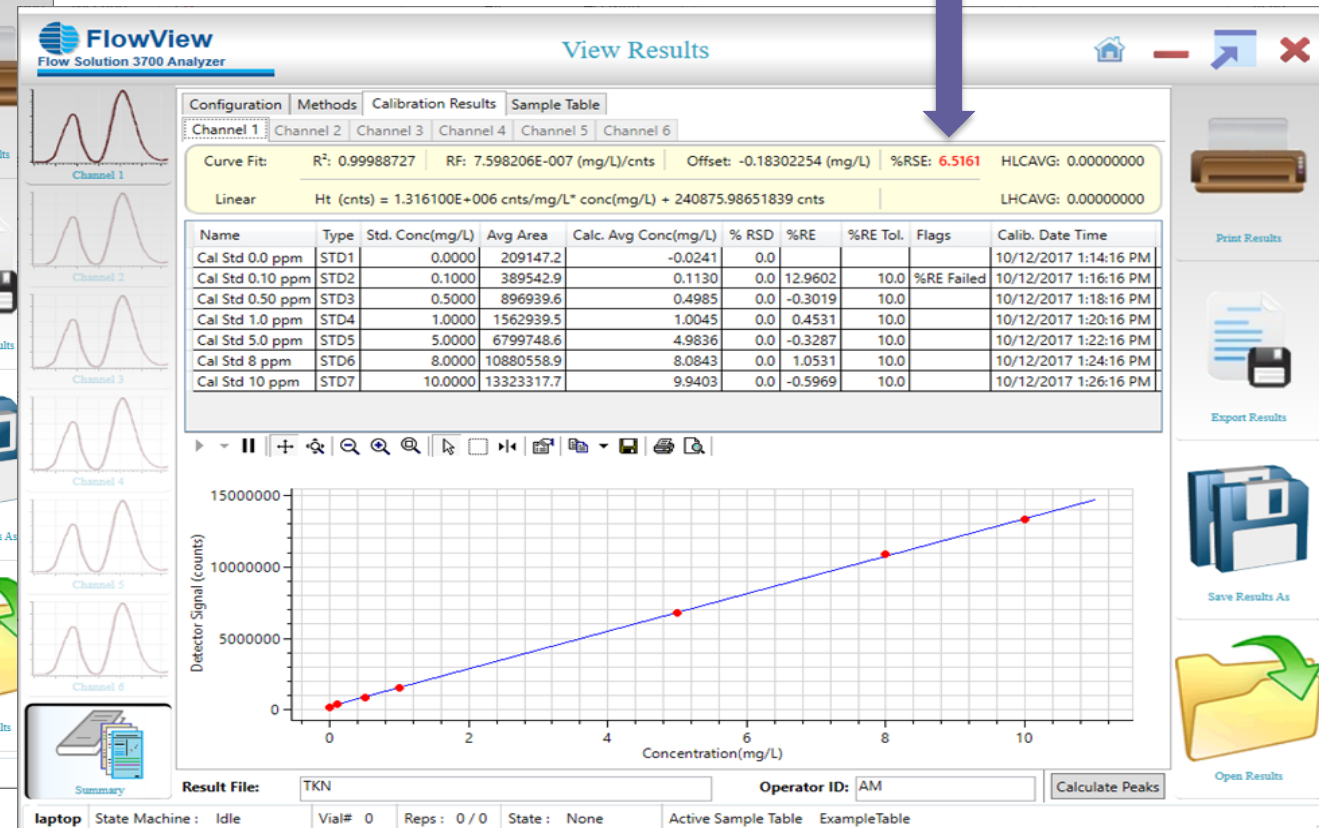 FlowView
Flow Solution 3700 Analyzer
View Results
Configuration Methods Calibration Results Sample Table
Channel 1 Channel 2 Channel 3 Channel 4 Channel 5 Channel 6
Curve Fit: R²: 0.99988727 RF: 7.598206E-007 (mg/L)/cnts Offset: -0.18302254 (mg/L) %RSE: 6.5161 HLCAVG: 0.00000000
Linear Ht (cnts) = 1.316100E+006 cnts/mg/L* conc(mg/L) + 240875.98651839 cnts LHCAVG: 0.00000000
Name Type Std. Conc(mg/L) Avg Area Calc. Avg Conc(mg/L) % RSD %RE %RE Tol. Flags Calib. Date Time
Cal Std 0.0 ppm STD1 0.0000 209147.2 -0.0241 0.0 10/12/2017 1:14:16 PM
Cal Std 0.10 ppm STD2 0.1000 389542.9 0.1130 0.0 12.9602 10.0 %RE Failed 10/12/2017 1:16:16 PM
Cal Std 0.50 ppm STD3 0.5000 896939.6 0.4985 0.0 -0.3019 10.0 10/12/2017 1:18:16 PM
Cal Std 1.0 ppm STD4 1.0000 1562939.5 1.0045 0.0 0.4531 10.0 10/12/2017 1:20:16 PM
Cal Std 5.0 ppm STD5 5.0000 6799748.6 4.9836 0.0 -0.3287 10.0 10/12/2017 1:22:16 PM
Cal Std 8 ppm STD6 8.0000 10880558.9 8.0843 0.0 1.0531 10.0 10/12/2017 1:24:16 PM
Cal Std 10 ppm STD7 10.0000 13323317.7 9.9403 0.0 -0.5969 10.0 10/12/2017 1:26:16 PM
Channel 1
Channel 2
Channel 3
Channel 4
Channel 5
Channel 6
Summary
15000000
10000000
5000000
0
Detector Signal (counts)
0 2 4 6 8 10
Concentration(mg/L)
Print Results
Export Results
Save Results As
Open Results
Result File: TKN Operator ID: AM Calculate Peaks
laptop State Machine : Idle Vial# 0 Reps : 0 / 0 State : None Active Sample Table ExampleTable